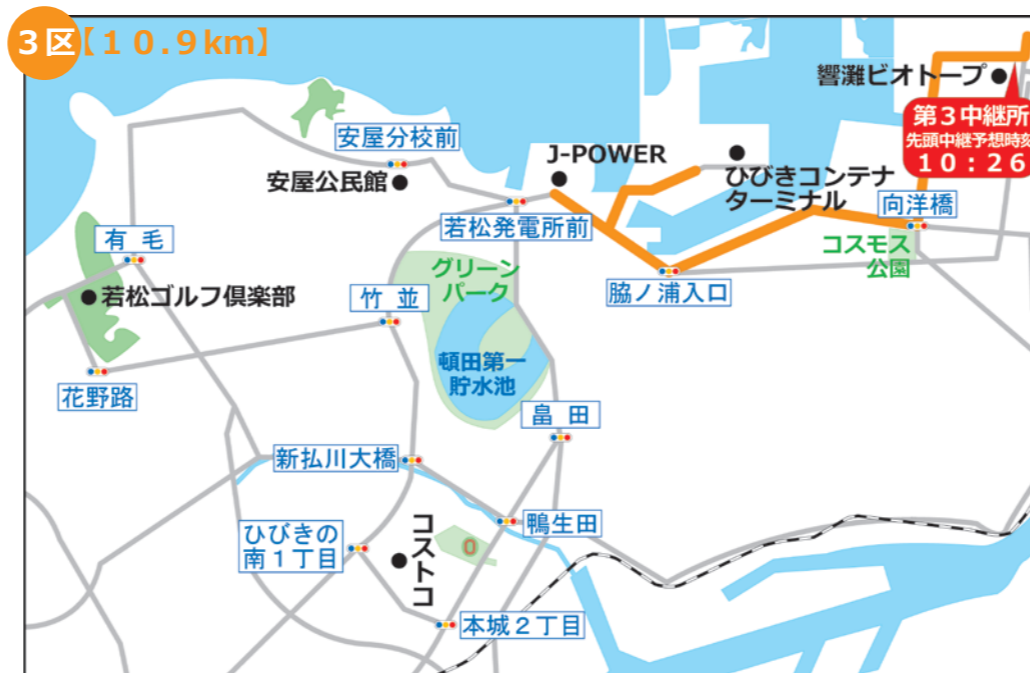 3区【10.9km】
響灘ビオトープ
第3中継所
先頭中継予想時刻
10:26
安屋分校前
J-POWER
安屋公民館
ひびきコンテナ
ターミナル
向洋橋
若松発電所前
有毛
コスモス
公園
グリーン
パーク
脇ノ浦入口
若松ゴルフ倶楽部
竹並
頓田第一
貯水池
花野路
畠田
新払川大橋
鴨生田
ひびきの
南1丁目
コストコ
本城2丁目